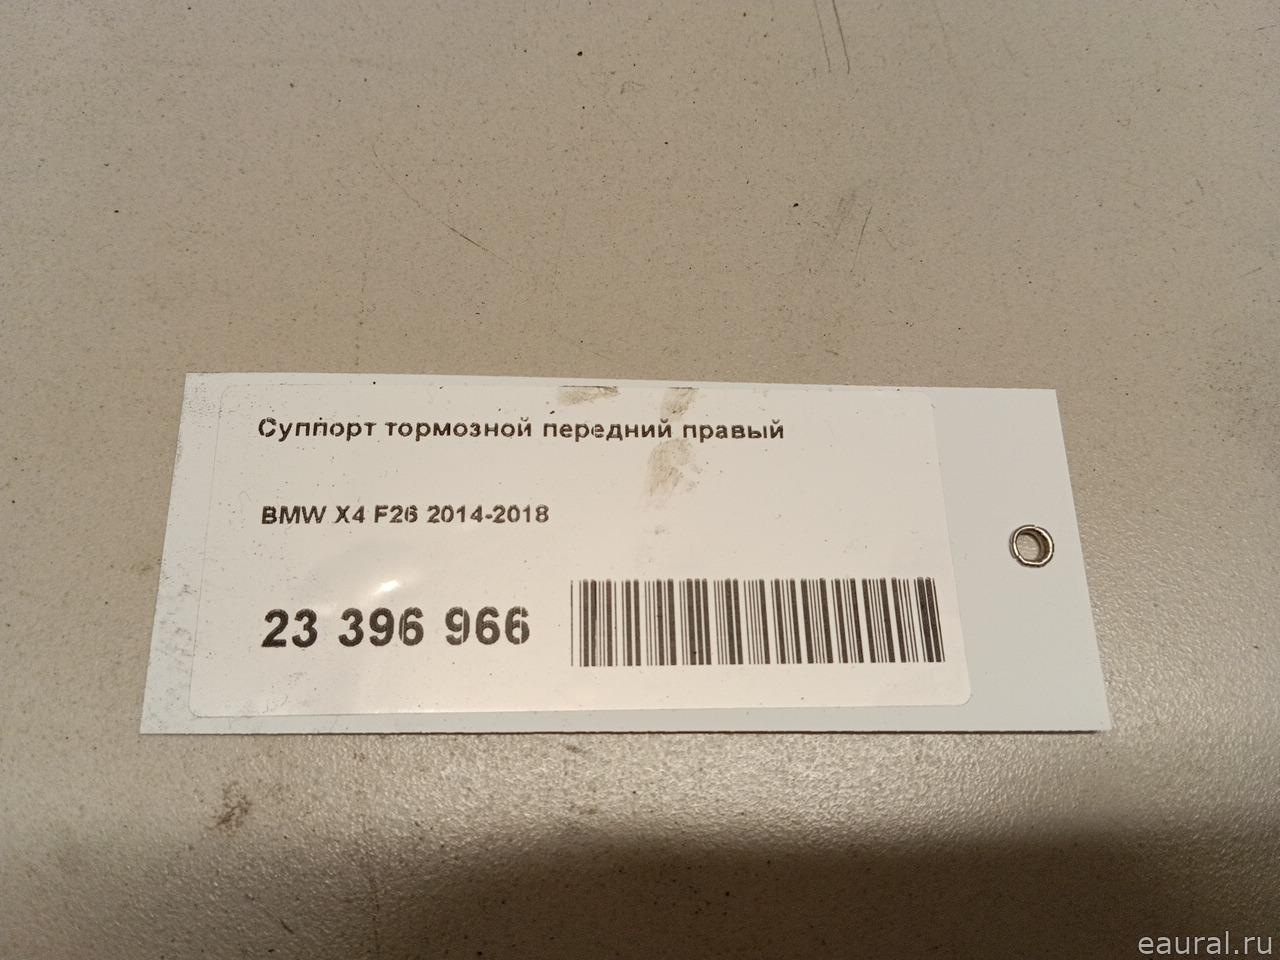 Суппорт тормозной передний правый
BMW X4 F26 2014-2018
23 396 966
eaural.ru